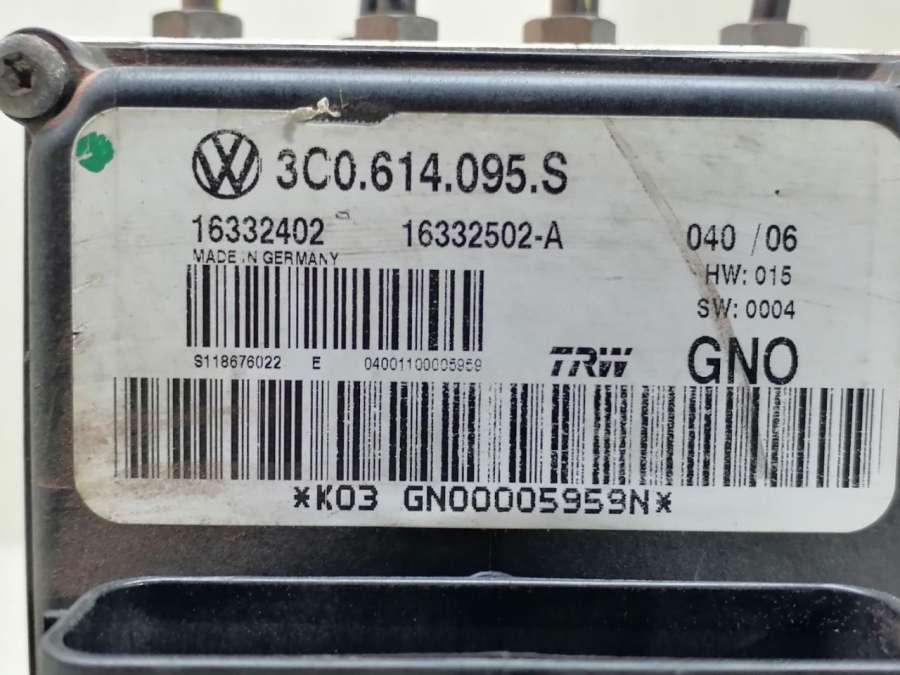 3C0.614.095.S
16332402 16332502-A 040 /06
MADE IN GERMANY HW: 015
SW: 0004
S118676022 E 04001100005959 TRW GNO
*K03 GN00005959N*